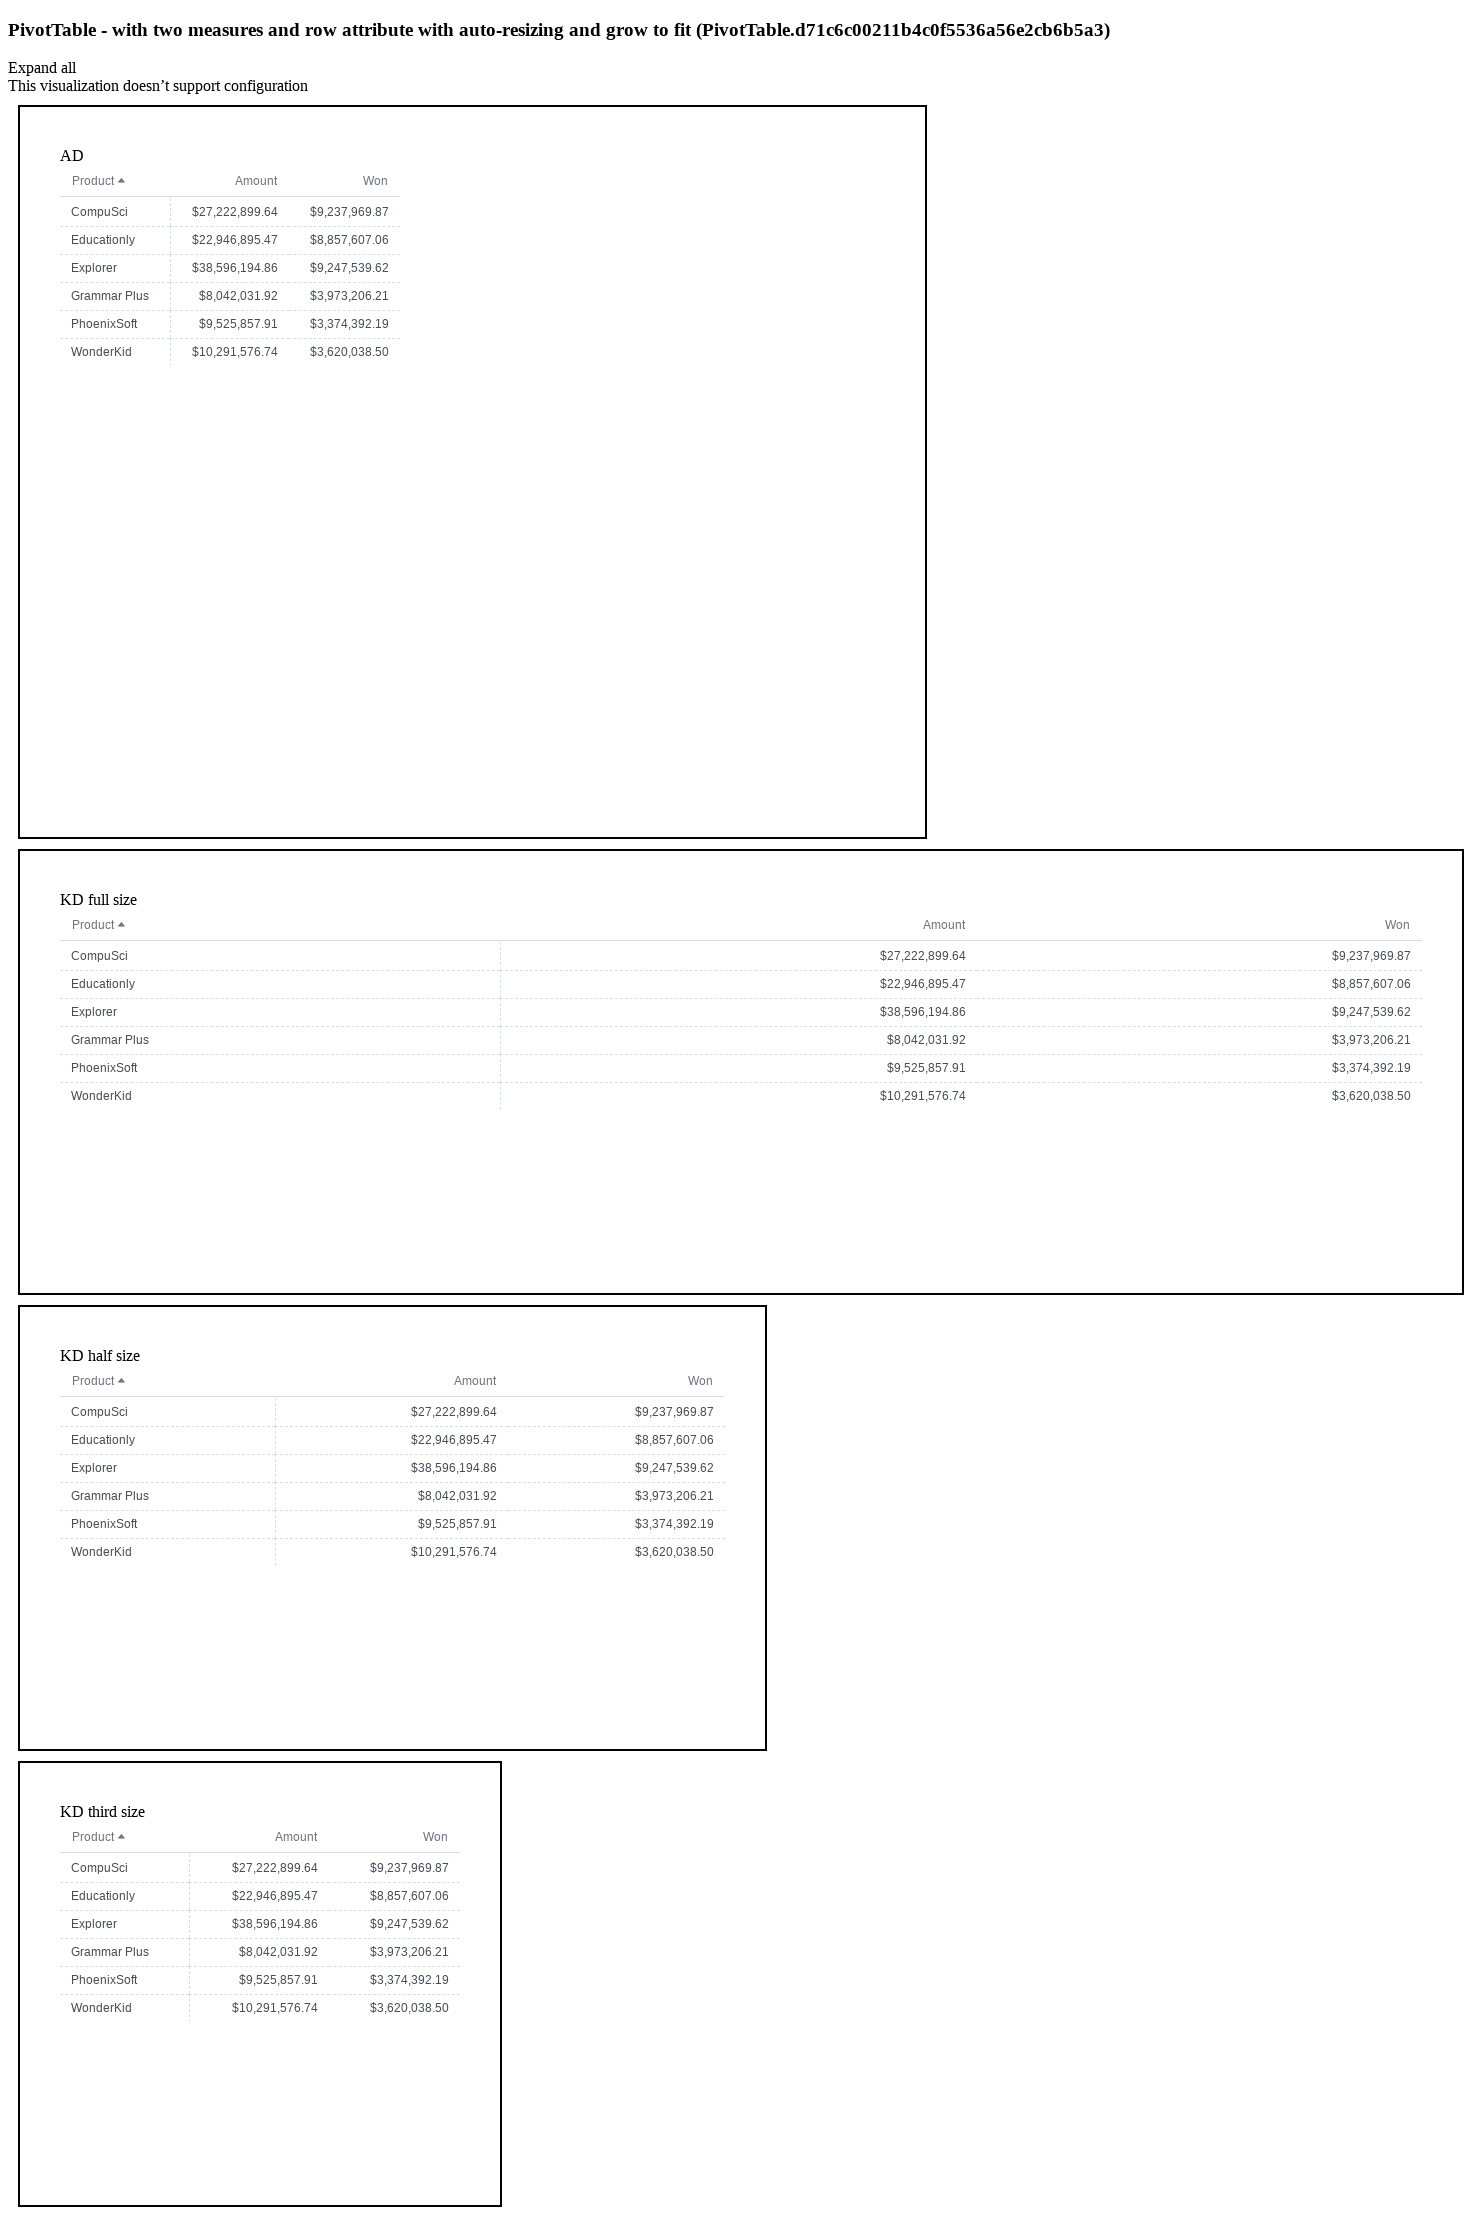 PivotTable - with two measures and row attribute with auto-resizing and grow to fit (PivotTable.d71c6c00211b4c0f5536a56e2cb6b5a3)
Expand all
This visualization doesn’t support configuration
AD
Product Amount Won
CompuSci $27,222,899.64 $9,237,969.87
Educationly $22,946,895.47 $8,857,607.06
Explorer $38,596,194.86 $9,247,539.62
Grammar Plus $8,042,031.92 $3,973,206.21
PhoenixSoft $9,525,857.91 $3,374,392.19
WonderKid $10,291,576.74 $3,620,038.50
KD full size
Product Amount Won
CompuSci $27,222,899.64 $9,237,969.87
Educationly $22,946,895.47 $8,857,607.06
Explorer $38,596,194.86 $9,247,539.62
Grammar Plus $8,042,031.92 $3,973,206.21
PhoenixSoft $9,525,857.91 $3,374,392.19
WonderKid $10,291,576.74 $3,620,038.50
KD half size
Product Amount Won
CompuSci $27,222,899.64 $9,237,969.87
Educationly $22,946,895.47 $8,857,607.06
Explorer $38,596,194.86 $9,247,539.62
Grammar Plus $8,042,031.92 $3,973,206.21
PhoenixSoft $9,525,857.91 $3,374,392.19
WonderKid $10,291,576.74 $3,620,038.50
KD third size
Product Amount Won
CompuSci $27,222,899.64 $9,237,969.87
Educationly $22,946,895.47 $8,857,607.06
Explorer $38,596,194.86 $9,247,539.62
Grammar Plus $8,042,031.92 $3,973,206.21
PhoenixSoft $9,525,857.91 $3,374,392.19
WonderKid $10,291,576.74 $3,620,038.50